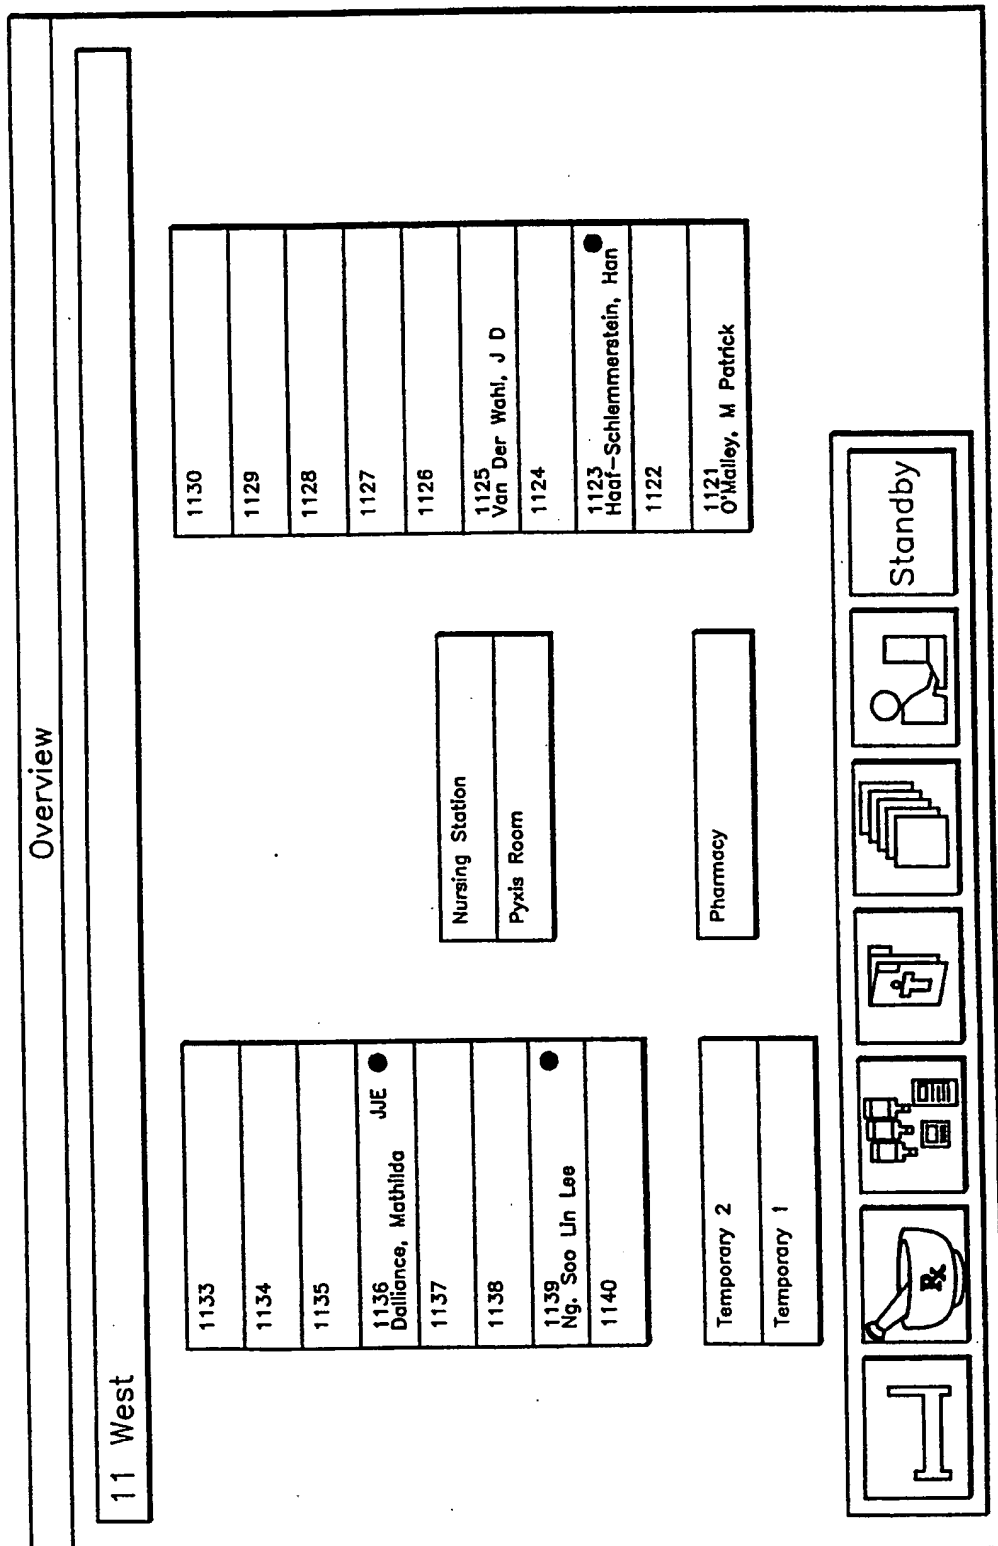 Overview
11 West
1133
1134
1135
1136
Dalliance, Mathilda JJE
1137
1138
1139
Ng. Soo Lin Lee
1140
Temporary 2
Temporary 1
Nursing Station
Pyxis Room
Pharmacy
1130
1129
1128
1127
1126
1125
Van Der Wahl, J D
1124
1123
Haaf-Schlemmerstein, Han
1122
1121
O'Malley, M Patrick
Rx
Standby